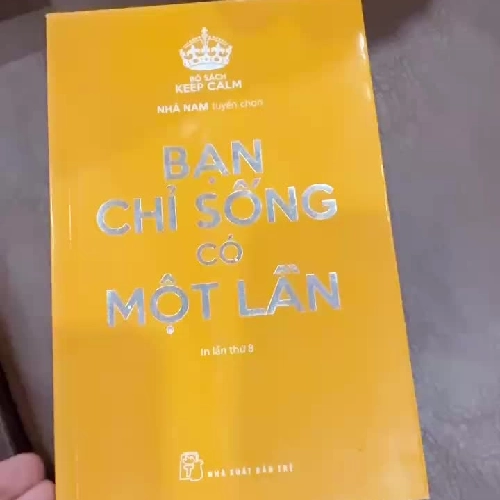 BỘ SÁCH
KEEP CALM
NHÃ NAM tuyển chọn
BẠN
CHỈ SỐNG
CÓ
MỘT LẦN
In lần thứ 8
NHÀ XUẤT BẢN TRẺ